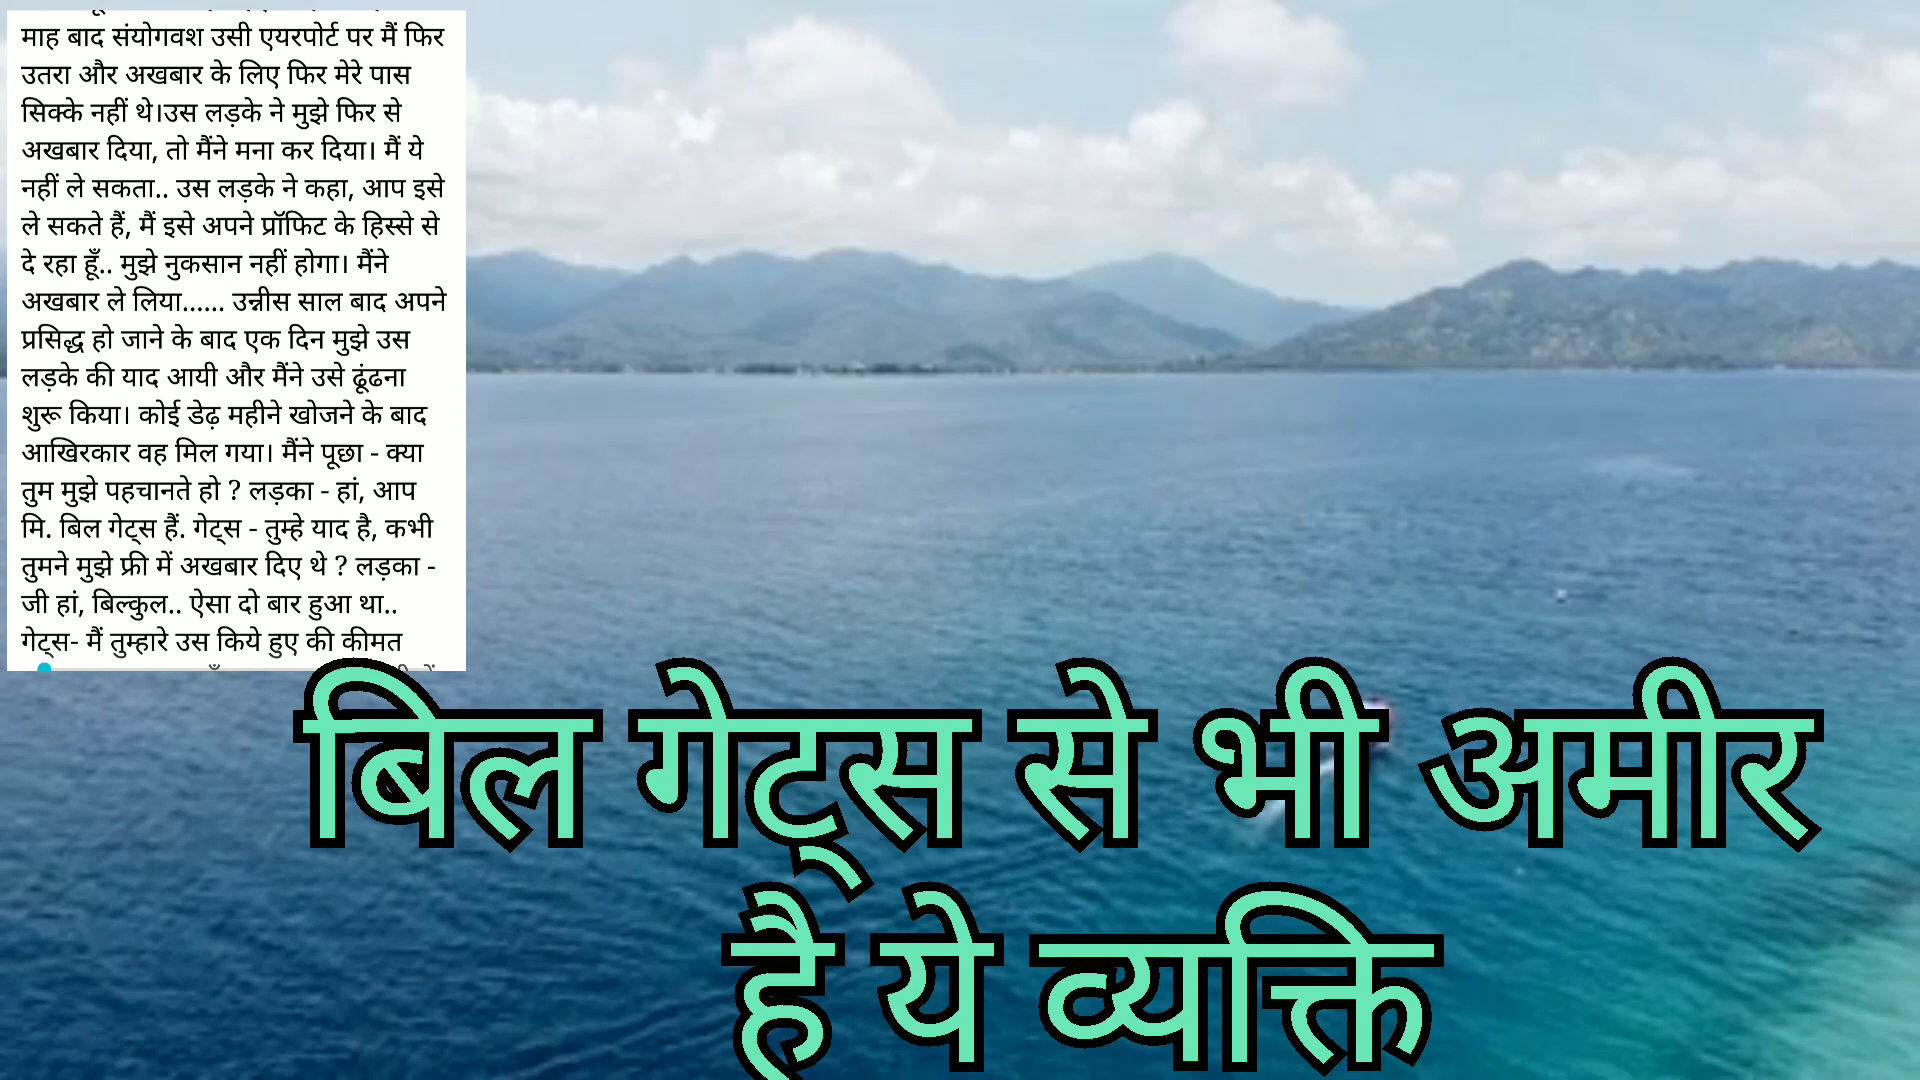 माह बाद संयोगवश उसी एयरपोर्ट पर मैं फिर
उतरा और अखबार के लिए फिर मेरे पास
सिक्के नहीं थे।उस लड़के ने मुझे फिर से
अखबार दिया, तो मैंने मना कर दिया। मैं ये
नहीं ले सकता.. उस लड़के ने कहा, आप इसे
ले सकते हैं, मैं इसे अपने प्रॉफिट के हिस्से से
दे रहा हूँ.. मुझे नुकसान नहीं होगा। मैंने
अखबार ले लिया...... उन्नीस साल बाद अपने
प्रसिद्ध हो जाने के बाद एक दिन मुझे उस
लड़के की याद आयी और मैंने उसे ढूंढना
शुरू किया। कोई डेढ़ महीने खोजने के बाद
आखिरकार वह मिल गया। मैंने पूछा - क्या
तुम मुझे पहचानते हो ? लड़का - हां, आप
मि. बिल गेट्स हैं. गेट्स - तुम्हे याद है, कभी
तुमने मुझे फ्री में अखबार दिए थे ? लड़का -
जी हां, बिल्कुल.. ऐसा दो बार हुआ था..
गेट्स- मैं तुम्हारे उस किये हुए की कीमत
बिल गेट्स से भी अमीर
है ये व्यक्ति